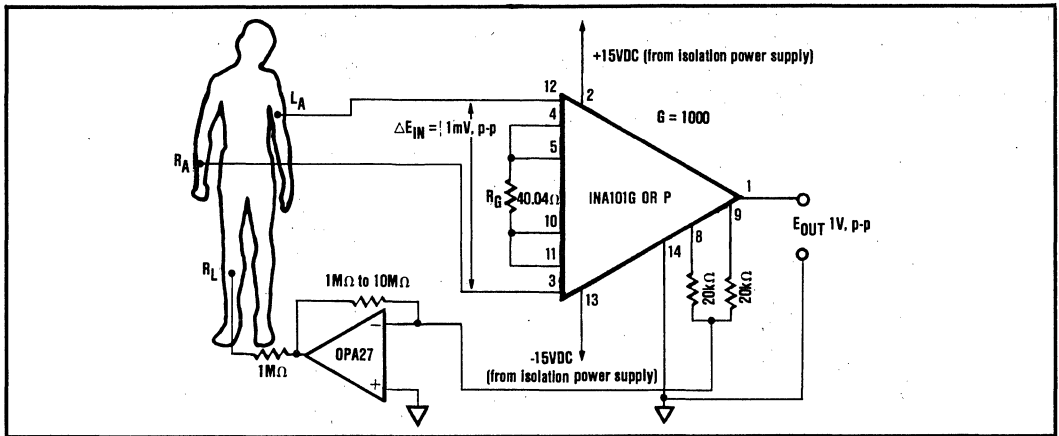 +15VDC (from isolation power supply)
LA
12
2
4
G = 1000
ΔEIN = 1mV, p-p
5
RA
RG 40.04Ω
INA101G OR P
1
9
EOUT 1V, p-p
10
8
14
11
RL
3
1MΩ to 10MΩ
13
20kΩ
20kΩ
−
OPA27
+
1MΩ
-15VDC
(from isolation power supply)